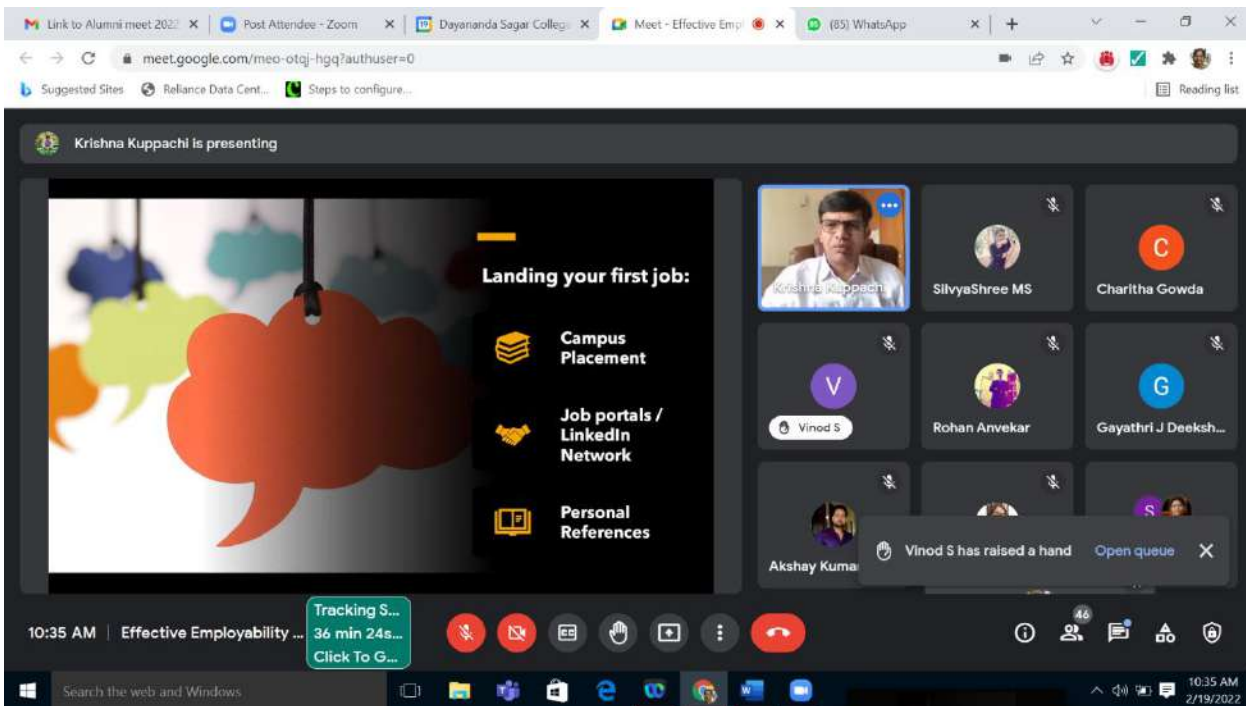 Link to Alumni meet 2022
Post Attendee - Zoom
Dayananda Sagar College
Meet - Effective Empl
(85) WhatsApp
meet.google.com/meo-otqj-hgq?authuser=0
Suggested Sites
Reliance Data Cent...
Steps to configure...
Reading list
Krishna Kuppachi is presenting
Landing your first job:
Campus
Placement
Job portals /
LinkedIn
Network
Personal
References
Krishna Kuppachi
SilvyaShree MS
C
Charitha Gowda
V
Vinod S
Rohan Anvekar
G
Gayathri J Deeksh...
Akshay Kuma
S
Vinod S has raised a hand
Open queue
10:35 AM | Effective Employability ...
Tracking S...
36 min 24s...
Click To G...
46
Search the web and Windows
10:35 AM
2/19/2022